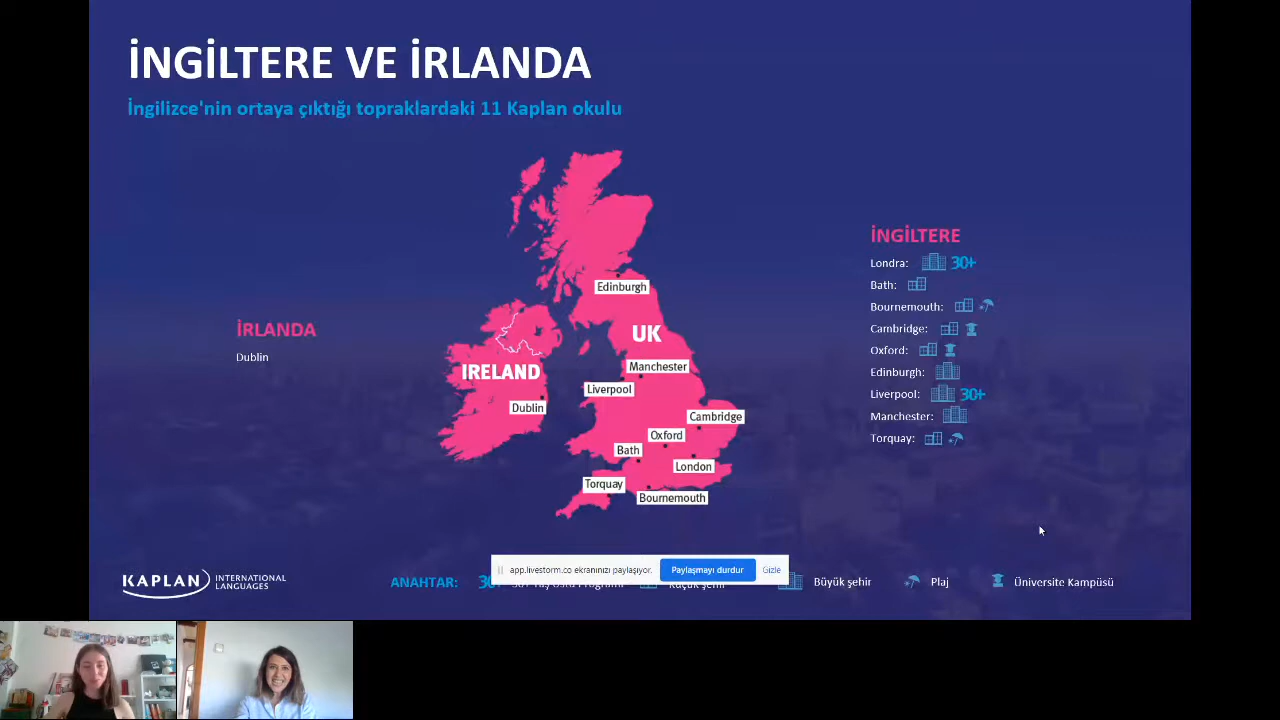 İNGİLTERE VE İRLANDA
İngilizce'nin ortaya çıktığı topraklardaki 11 Kaplan okulu
İRLANDA
Dublin
Edinburgh
UK
Manchester
IRELAND
Liverpool
Dublin
Cambridge
Oxford
Bath
London
Torquay
Bournemouth
İNGİLTERE
Londra: 30+
Bath:
Bournemouth:
Cambridge:
Oxford:
Edinburgh:
Liverpool: 30+
Manchester:
Torquay:
app.livestorm.co ekranınızı paylaşıyor. Paylaşmayı durdur Gizle
KAPLAN INTERNATIONAL
LANGUAGES
ANAHTAR: Büyük şehir Plaj Üniversite Kampüsü